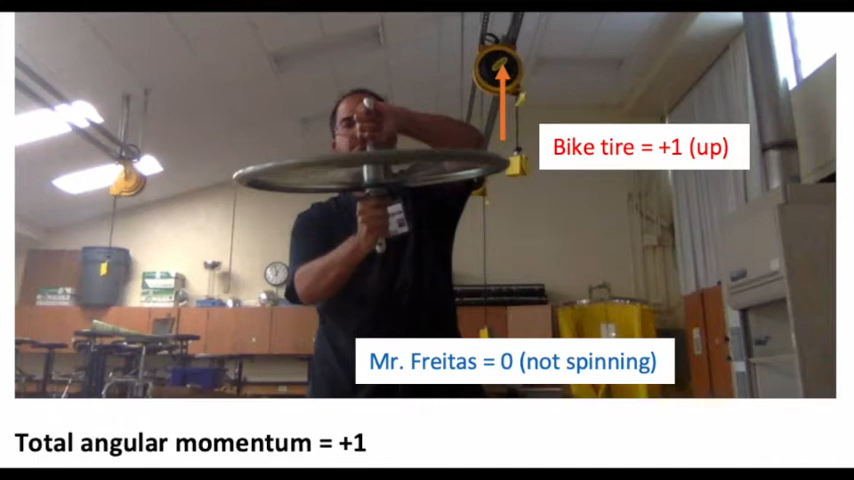 Bike tire = +1 (up)
Mr. Freitas = 0 (not spinning)
Total angular momentum = +1